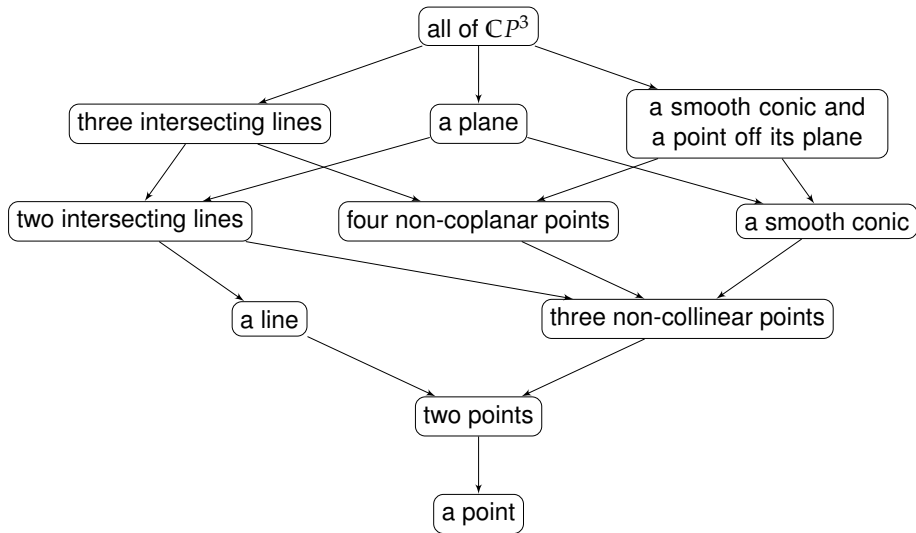 all of ℂP³
three intersecting lines
a plane
a smooth conic and
a point off its plane
two intersecting lines
four non-coplanar points
a smooth conic
a line
three non-collinear points
two points
a point